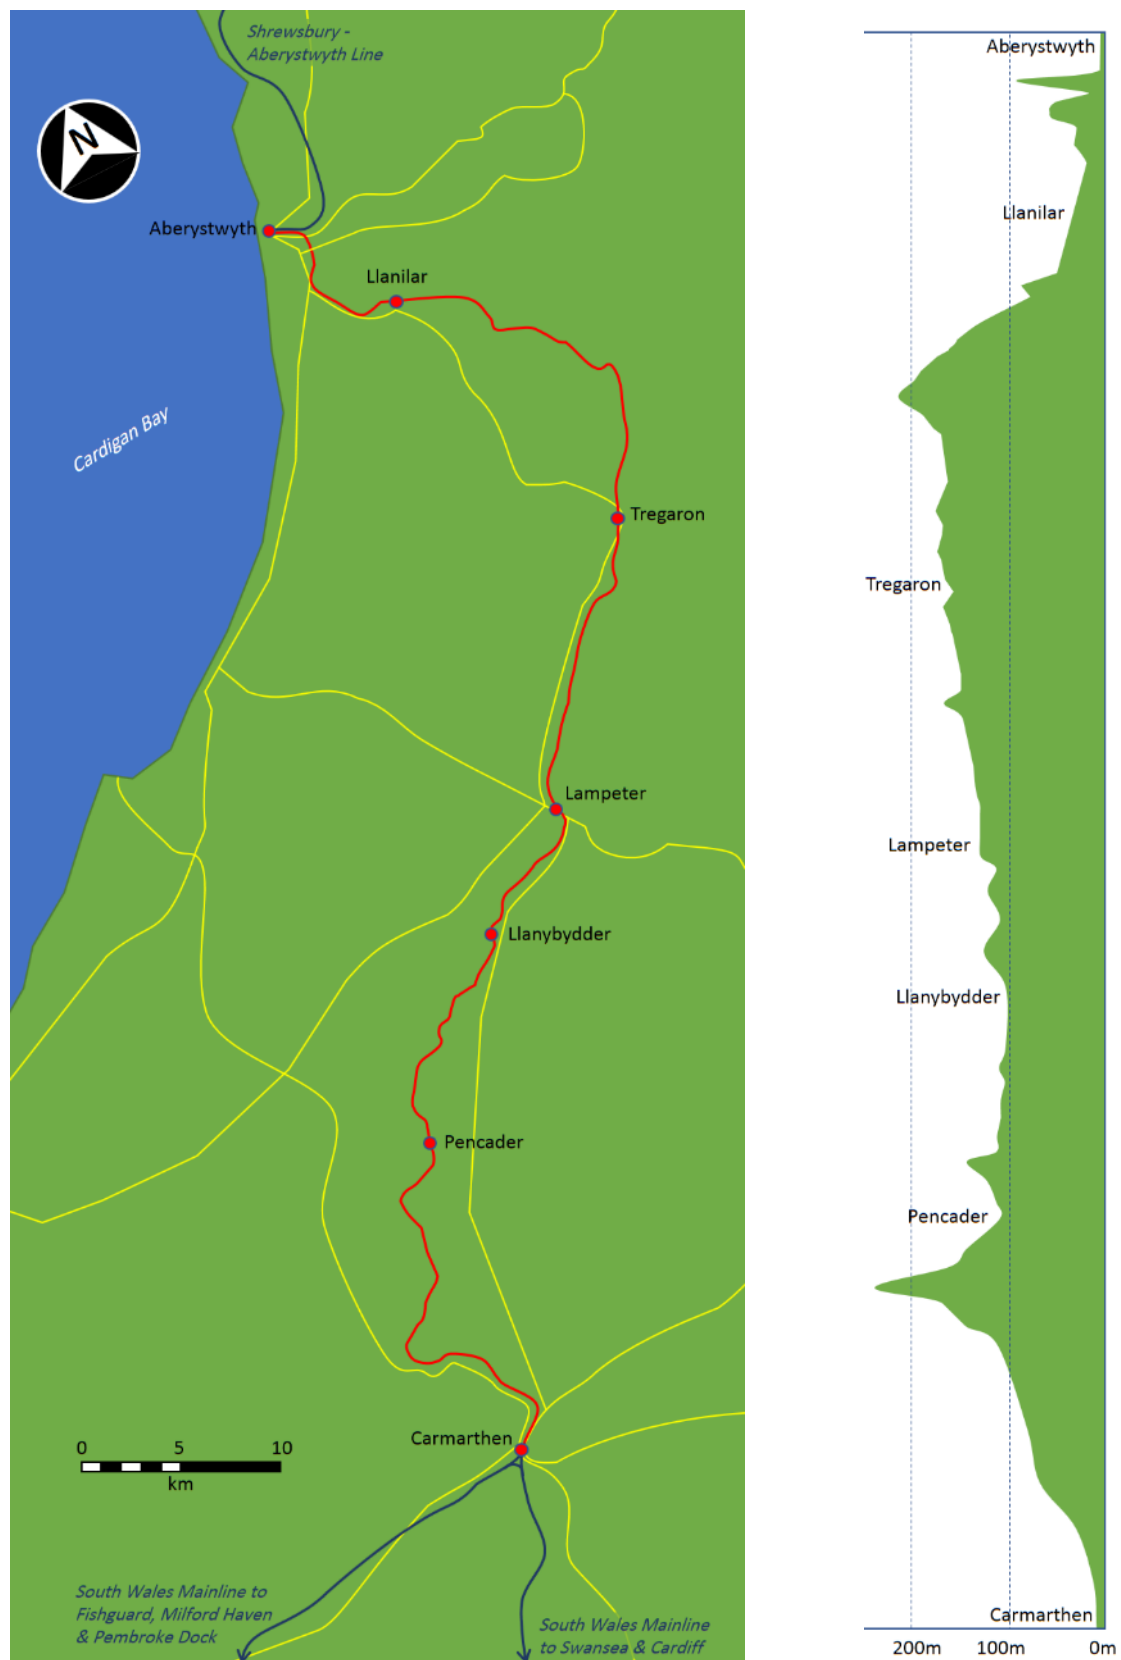 Shrewsbury -
Aberystwyth Line
N
Aberystwyth
Llanilar
Cardigan Bay
Tregaron
Lampeter
Llanybydder
Pencader
Carmarthen
0 5 10
km
South Wales Mainline to
Fishguard, Milford Haven
& Pembroke Dock
South Wales Mainline
to Swansea & Cardiff
Aberystwyth
Llanilar
Tregaron
Lampeter
Llanybydder
Pencader
Carmarthen
200m 100m 0m